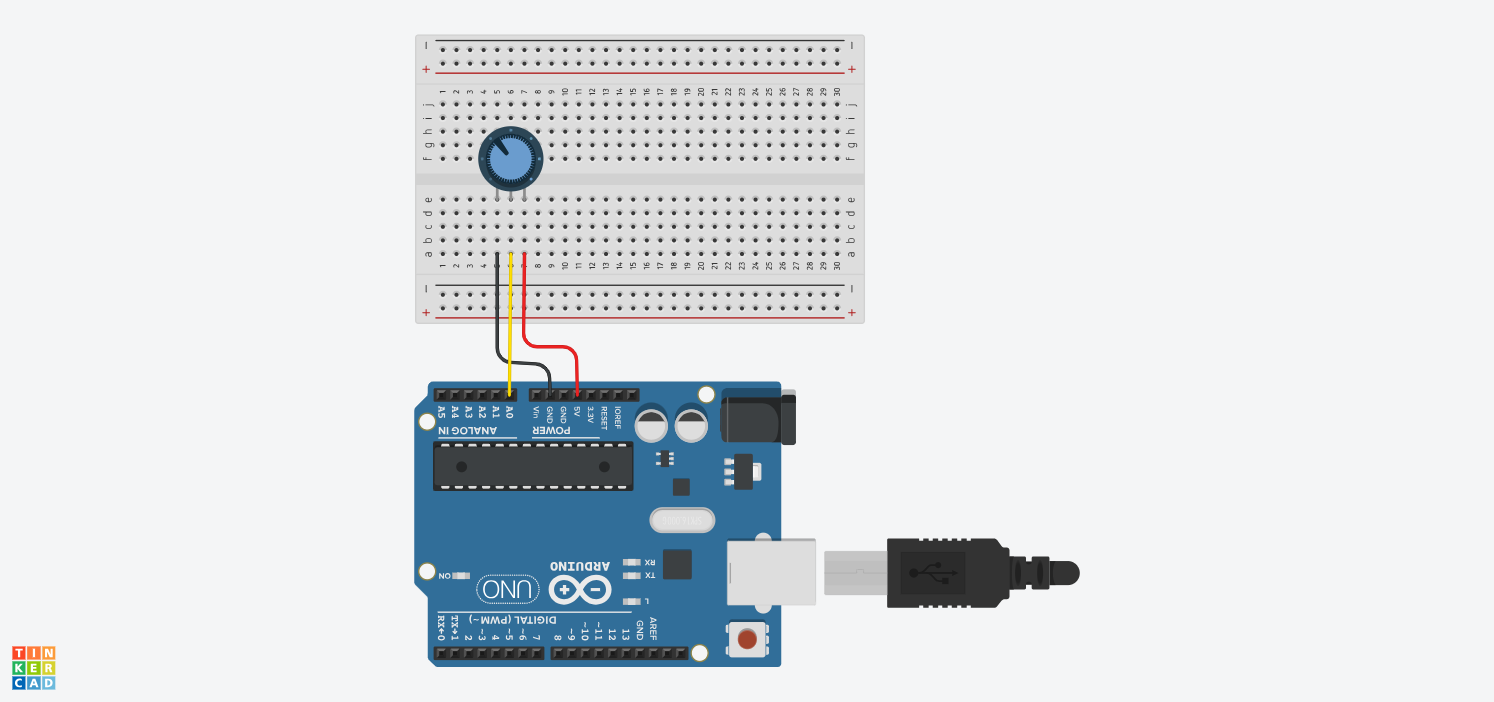 − −
+ +
1 2 3 4 5 6 7 8 9 10 11 12 13 14 15 16 17 18 19 20 21 22 23 24 25 26 27 28 29 30
j j
i i
h h
g g
f f
e e
d d
c c
b b
a a
1 2 3 4 6 8 9 10 11 12 13 14 15 16 17 18 19 20 21 22 23 24 25 26 27 28 29 30
− −
+ +
A5 A4 A3 A2 A1 A0 Vin GND GND 5V 3.3V RESET IOREF
ANALOG IN POWER
ARDUINO
RX
TX
ON
UNO
L
DIGITAL (PWM~)
RX←0 TX→1 2 ~3 4 ~5 ~6 7 8 ~9 ~10 ~11 12 13 GND AREF
TIN
KER
CAD